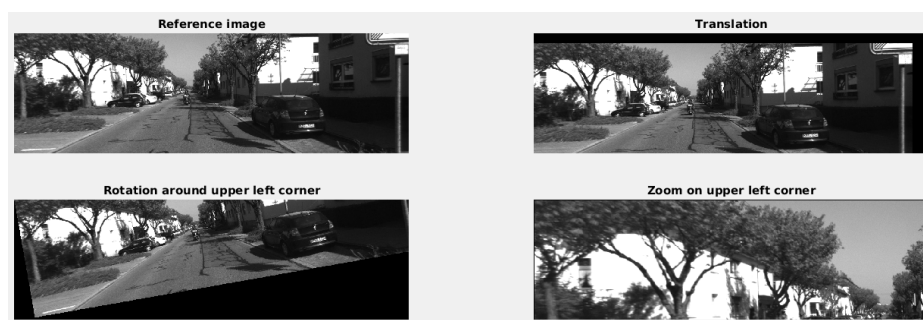 Reference image
Translation
Rotation around upper left corner
Zoom on upper left corner